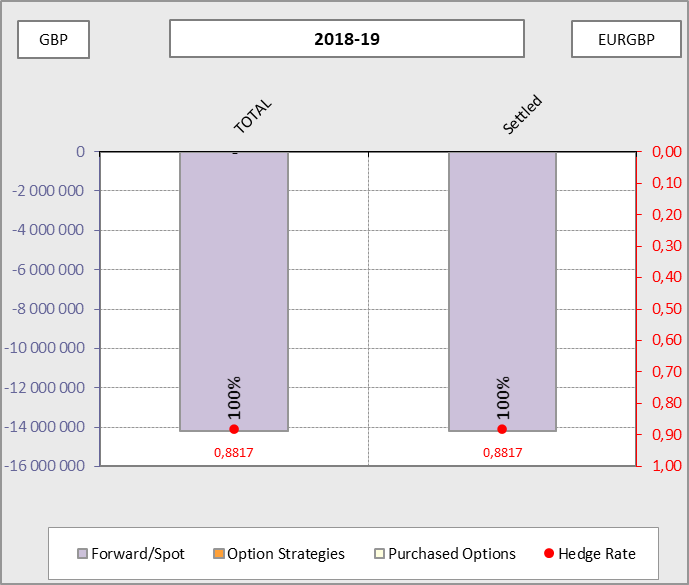 GBP
2018-19
EURGBP
TOTAL
Settled
0
0,00
-2 000 000
0,10
-4 000 000
0,20
-6 000 000
0,30
-8 000 000
0,40
-10 000 000
0,50
-12 000 000
0,60
-14 000 000
0,70
-16 000 000
0,80
0,90
1,00
100%
100%
0,8817
0,8817
Forward/Spot
Option Strategies
Purchased Options
Hedge Rate